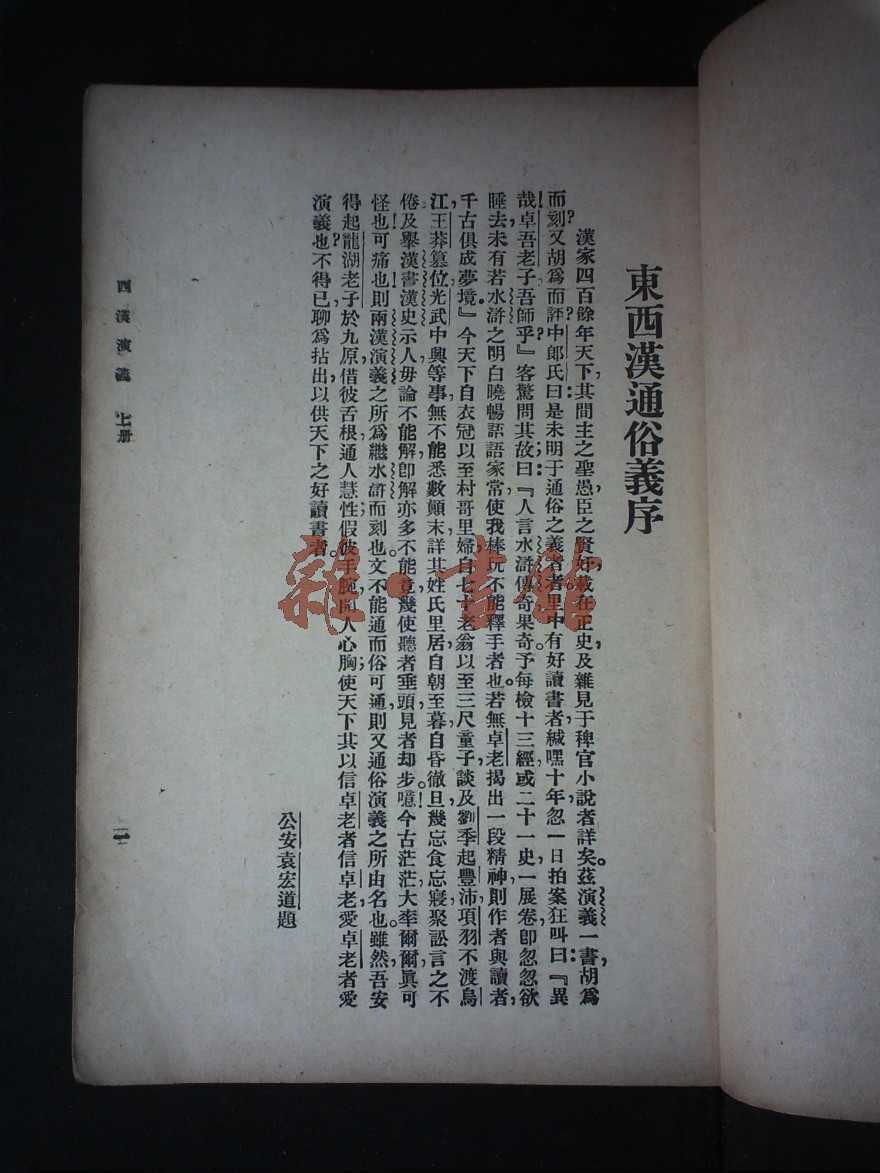 東西漢通俗義序
漢家四百餘年天下，其間主之聖愚，臣之賢奸，載在正史，及雜見于稗官小說者詳矣。茲演義一書，胡爲
而刻？又胡爲而評？中郎氏曰：是未明于通俗之義者；者里中有好讀書者，緘嘿十年，忽一日拍案狂叫曰：『異
哉！卓吾老子吾師乎！』客驚問其故；曰：『人言水滸傳奇果奇。予每檢十三經或二十一史，一展卷，卽忽忽欲
睡去，未有若水滸之明白曉暢，語語家常，使我捧玩不能釋手者也。若無卓老揭出一段精神，則作者與讀者，
千古俱成夢境。』今天下自衣冠以至村哥里婦，自七十老翁以至三尺童子，談及劉季起豐沛，項羽不渡烏
江，王莽篡位，光武中興等事，無不能悉數顛末，詳其姓氏里居，自朝至暮，自昏徹旦，幾忘食忘寢，聚訟言之不
倦。及舉漢書漢史示人，毋論不能解，卽解亦多不能竟，幾使聽者垂頭，見者却步。噫！今古茫茫，大率爾爾，眞可
怪也！可痛也！則兩漢演義之所爲繼水滸而刻也。文不能通而俗可通，則又通俗演義之所由名也。雖然吾安
得起龍湖老子於九原，借彼舌根，通人慧性，假彼手腕，開人心胸；使天下其以信卓老者信卓老，愛卓老者愛
演義也？不得已聊爲拈出，以供天下之好讀書者。
公安袁宏道題
西漢演義　上册
一
雜·書館